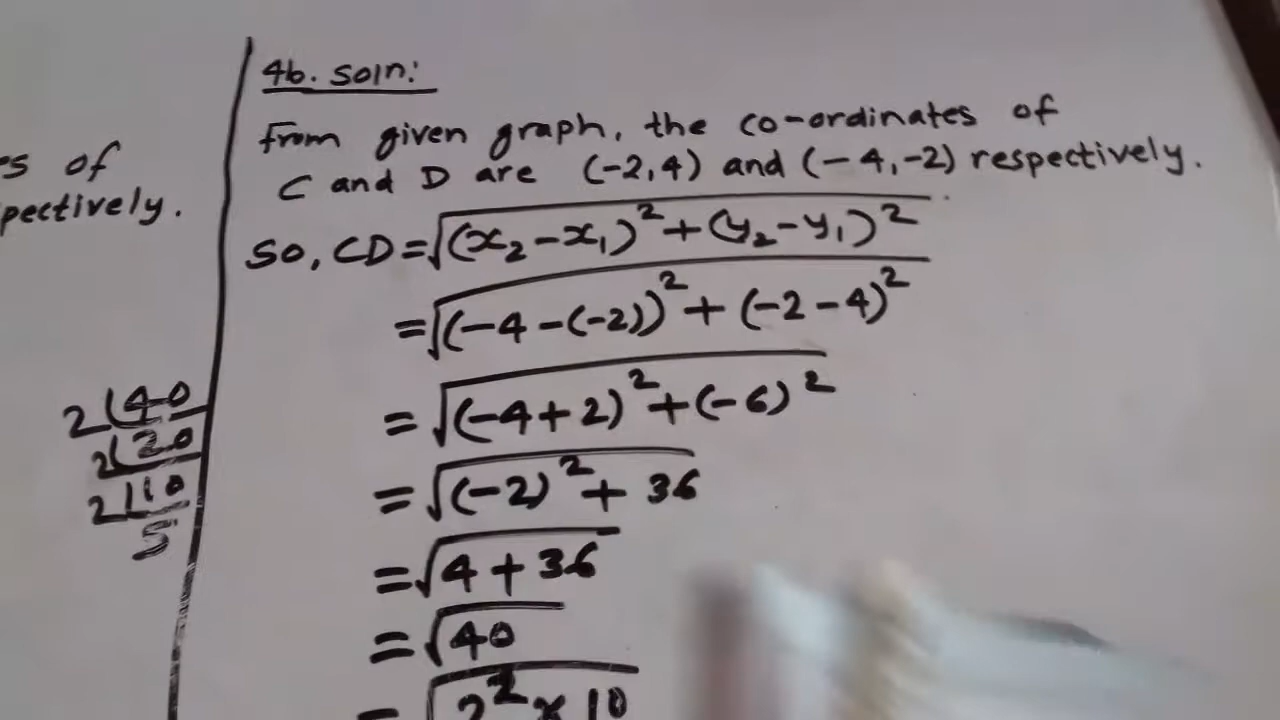 es of
pectively.
2 40
2 20
2 10
5
4b. soln:
From given graph, the co-ordinates of
C and D are (-2,4) and (-4,-2) respectively.
so, CD=√(x₂-x₁)²+(y₂-y₁)²
=√(-4-(-2))²+(-2-4)²
=√(-4+2)²+(-6)²
=√(-2)²+36
=√4+36
=√40
=√2²×10